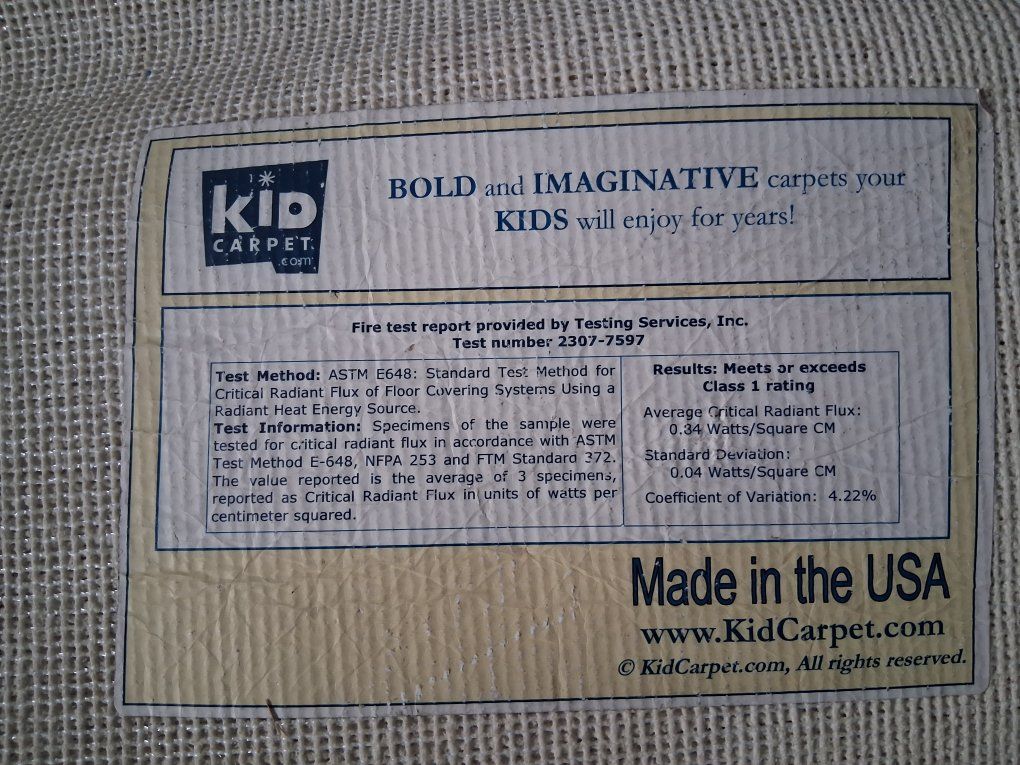 KID
CARPET
.com
BOLD and IMAGINATIVE carpets your
KIDS will enjoy for years!
Fire test report provided by Testing Services, Inc.
Test number 2307-7597
Test Method: ASTM E648: Standard Test Method for
Critical Radiant Flux of Floor Covering Systems Using a
Radiant Heat Energy Source.
Test Information: Specimens of the sample were
tested for critical radiant flux in accordance with ASTM
Test Method E-648, NFPA 253 and FTM Standard 372.
The value reported is the average of 3 specimens,
reported as Critical Radiant Flux in units of watts per
centimeter squared.
Results: Meets or exceeds
Class 1 rating
Average Critical Radiant Flux:
0.84 Watts/Square CM
Standard Deviation:
0.04 Watts/Square CM
Coefficient of Variation: 4.22%
Made in the USA
www.KidCarpet.com
© KidCarpet.com, All rights reserved.